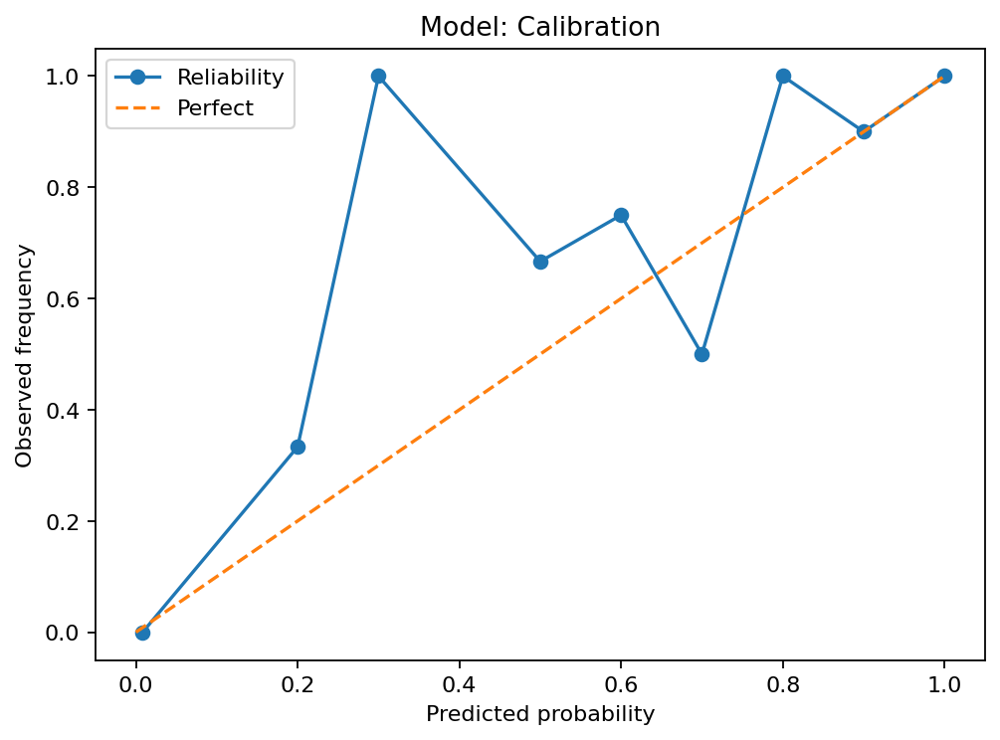 Model: Calibration
Reliability
Perfect
1.0
0.8
0.6
0.4
0.2
0.0
Observed frequency
0.0 0.2 0.4 0.6 0.8 1.0
Predicted probability